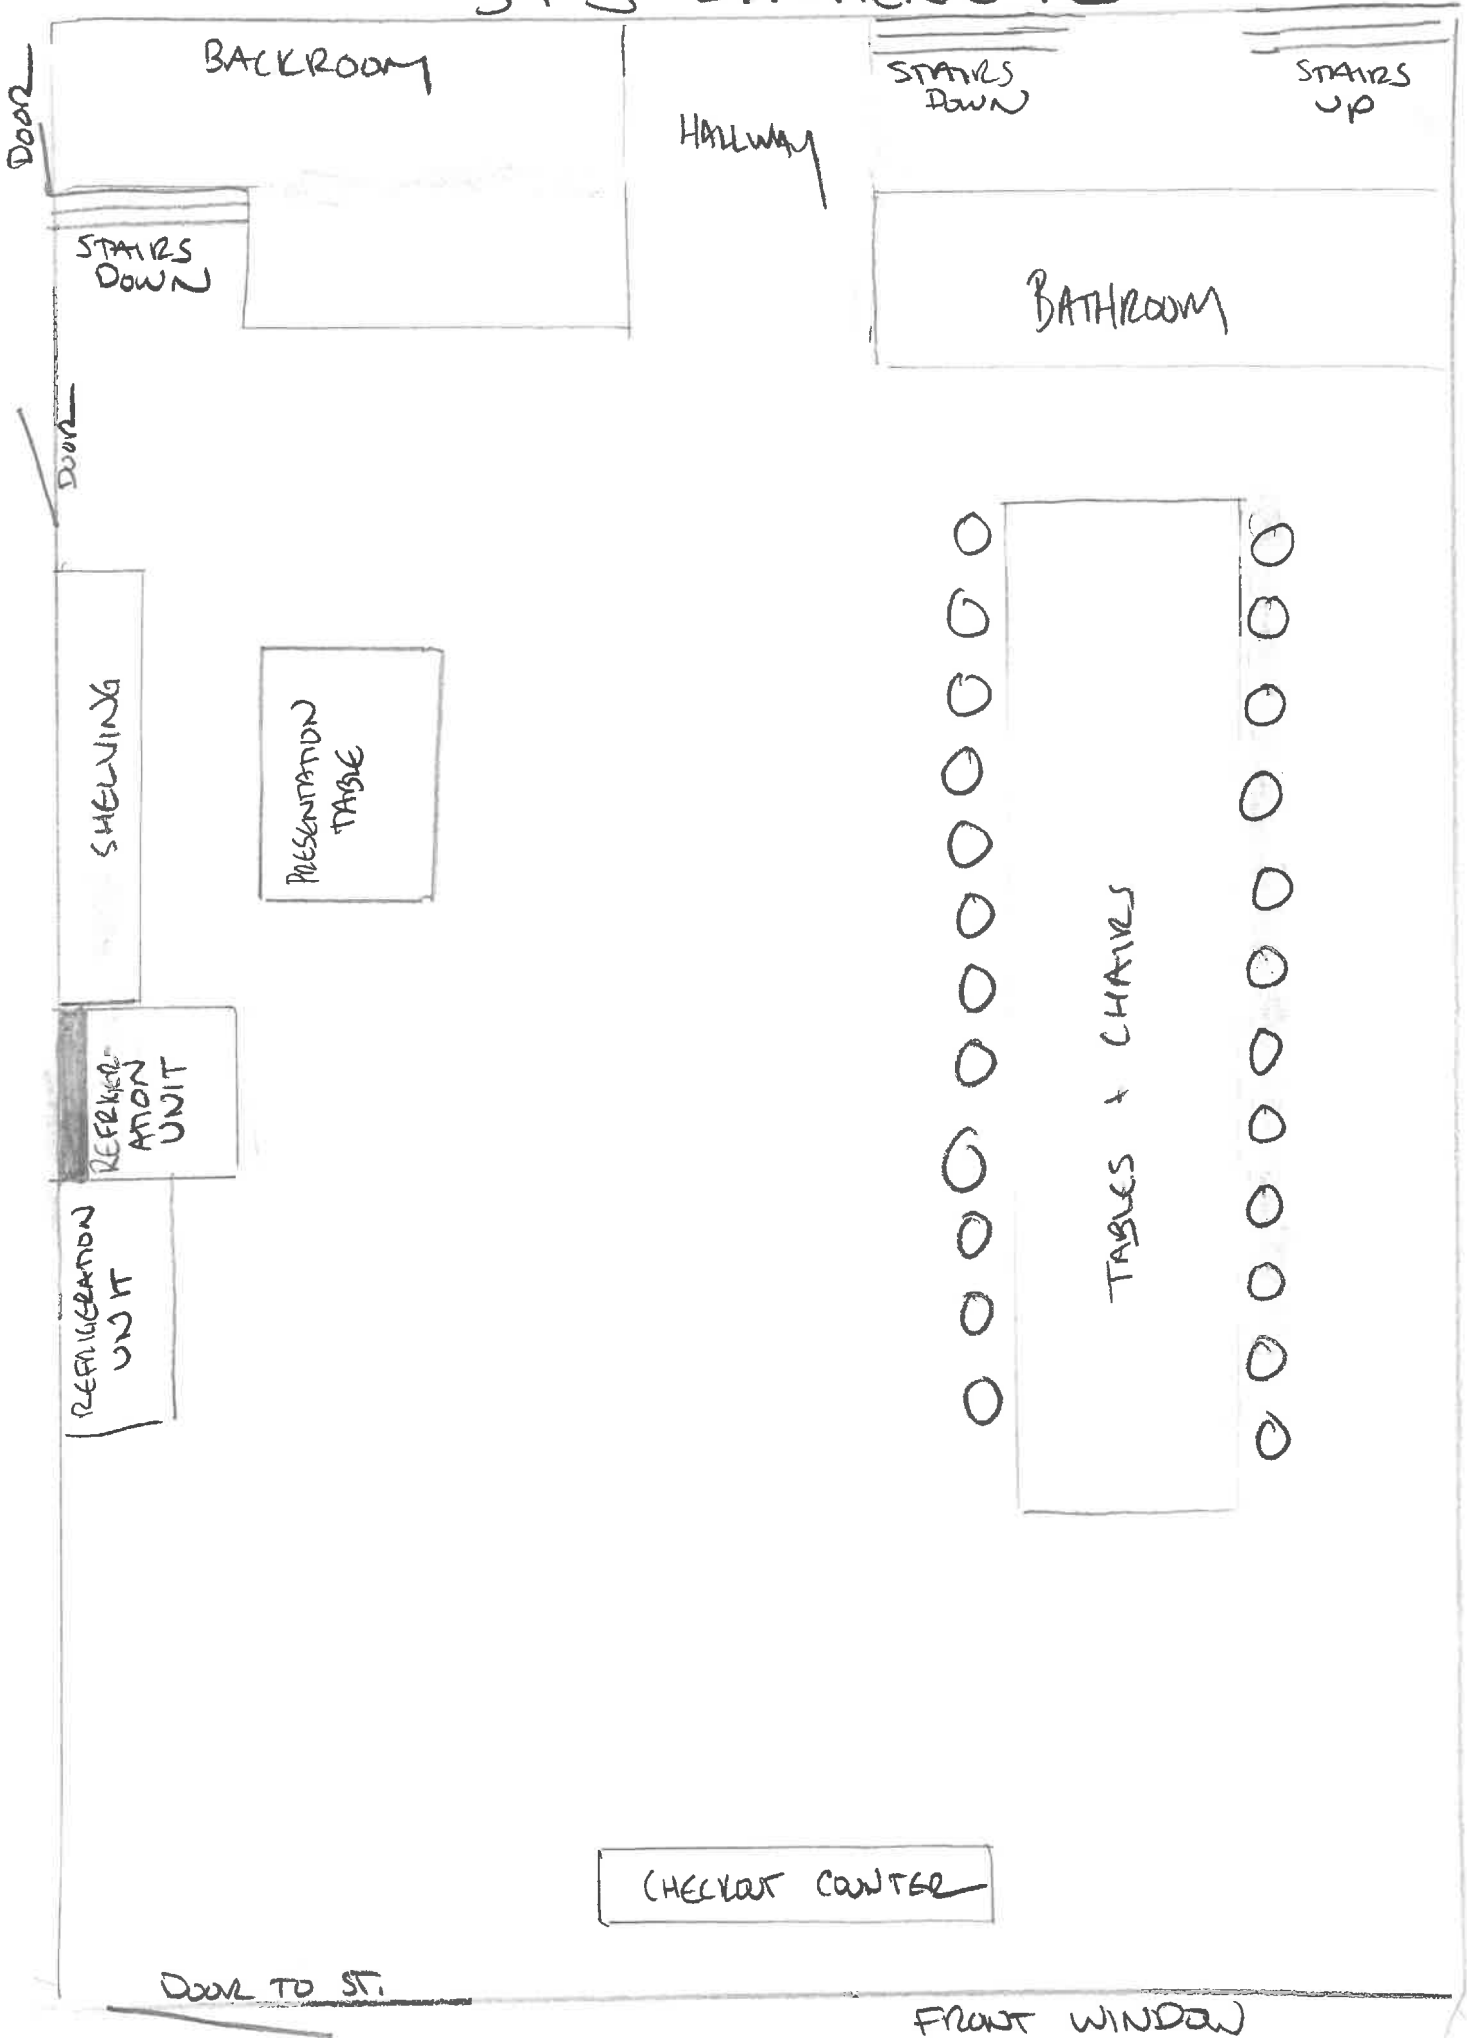 BACKROOM
DOOR
HALLWAY
STAIRS
DOWN
STAIRS
UP
STAIRS
DOWN
BATHROOM
DOOR
SHELVING
PRESENTATION
TABLE
REFRIGER-
ATION
UNIT
REFRIGERATION
UNIT
TABLES + CHAIRS
CHECKOUT COUNTER
DOOR TO ST.
FRONT WINDOW